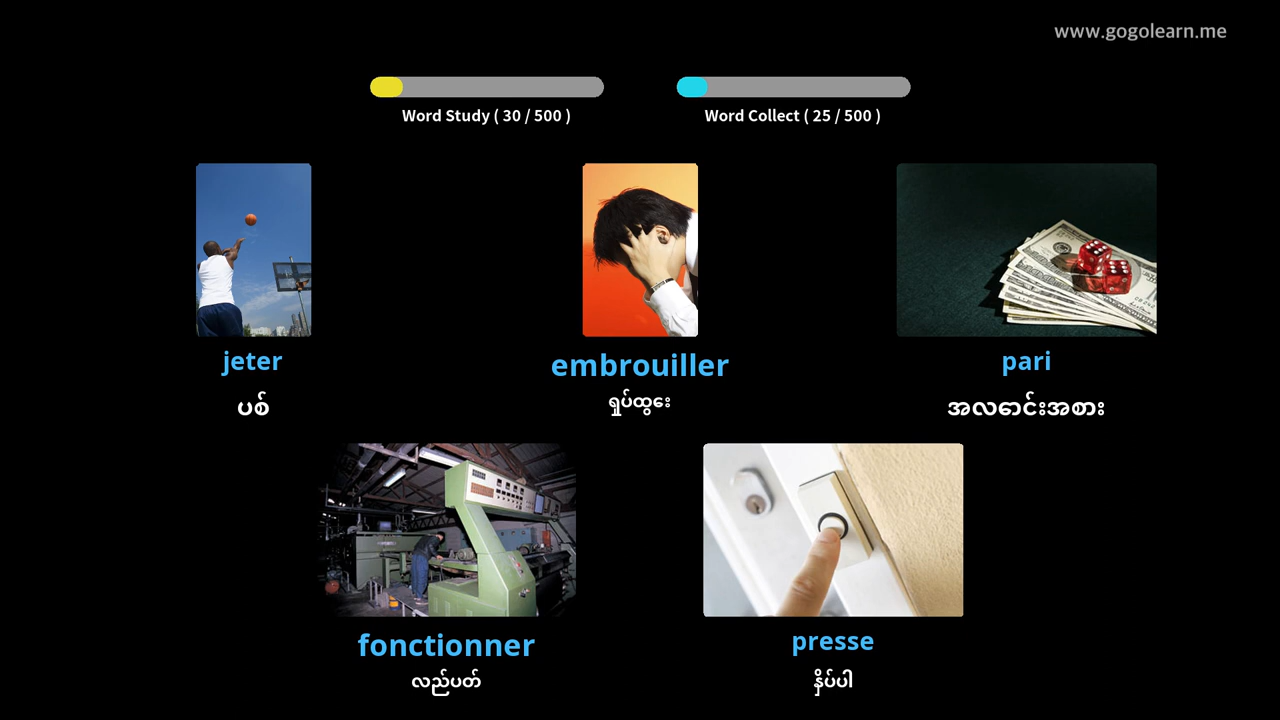 www.gogolearn.me
Word Study ( 30 / 500 )
Word Collect ( 25 / 500 )
jeter
embrouiller
pari
ပစ်
ရှုပ်ထွေး
အလောင်းအစား
fonctionner
presse
လည်ပတ်
နှိပ်ပါ